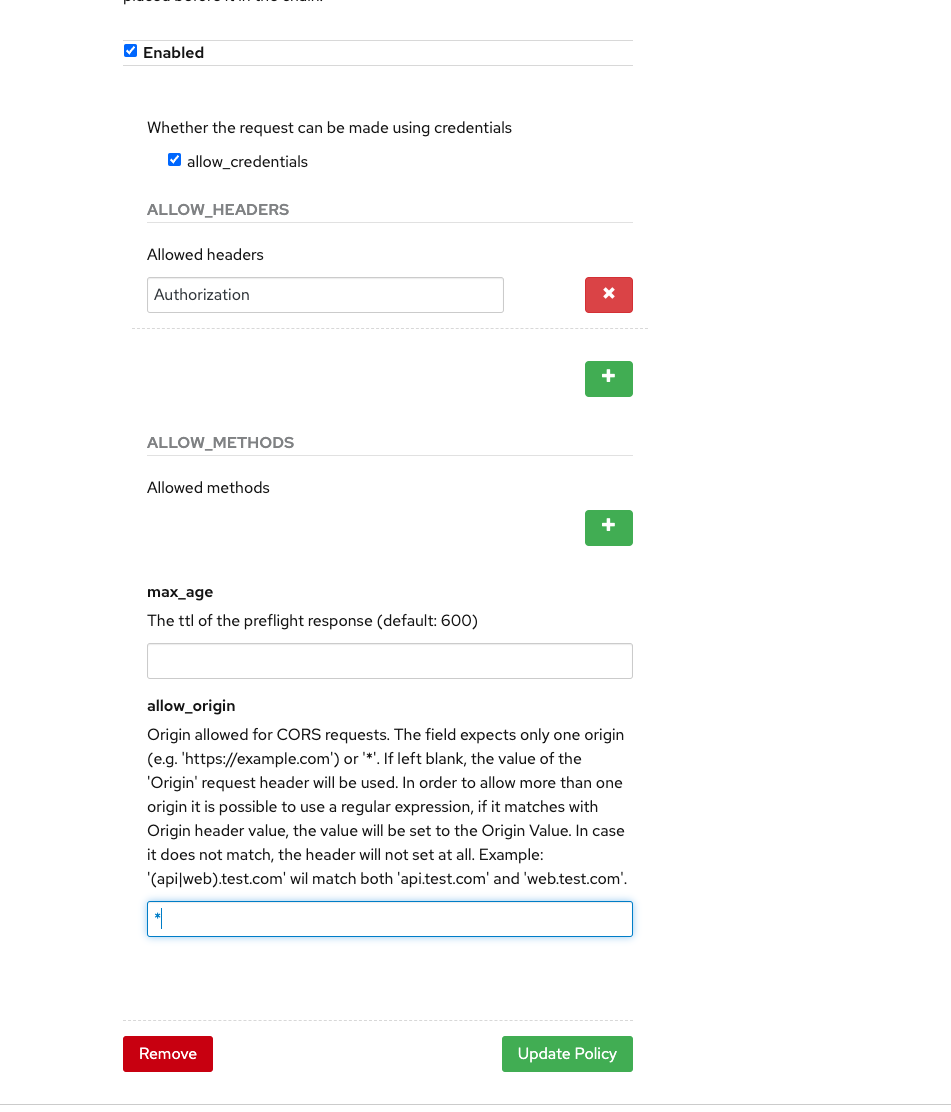 placed before it in the chain.
Enabled
Whether the request can be made using credentials
allow_credentials
ALLOW_HEADERS
Allowed headers
Authorization
ALLOW_METHODS
Allowed methods
max_age
The ttl of the preflight response (default: 600)
allow_origin
Origin allowed for CORS requests. The field expects only one origin
(e.g. 'https://example.com') or '*'. If left blank, the value of the
'Origin' request header will be used. In order to allow more than one
origin it is possible to use a regular expression, if it matches with
Origin header value, the value will be set to the Origin Value. In case
it does not match, the header will not set at all. Example:
'(api|web).test.com' wil match both 'api.test.com' and 'web.test.com'.
*
Remove
Update Policy